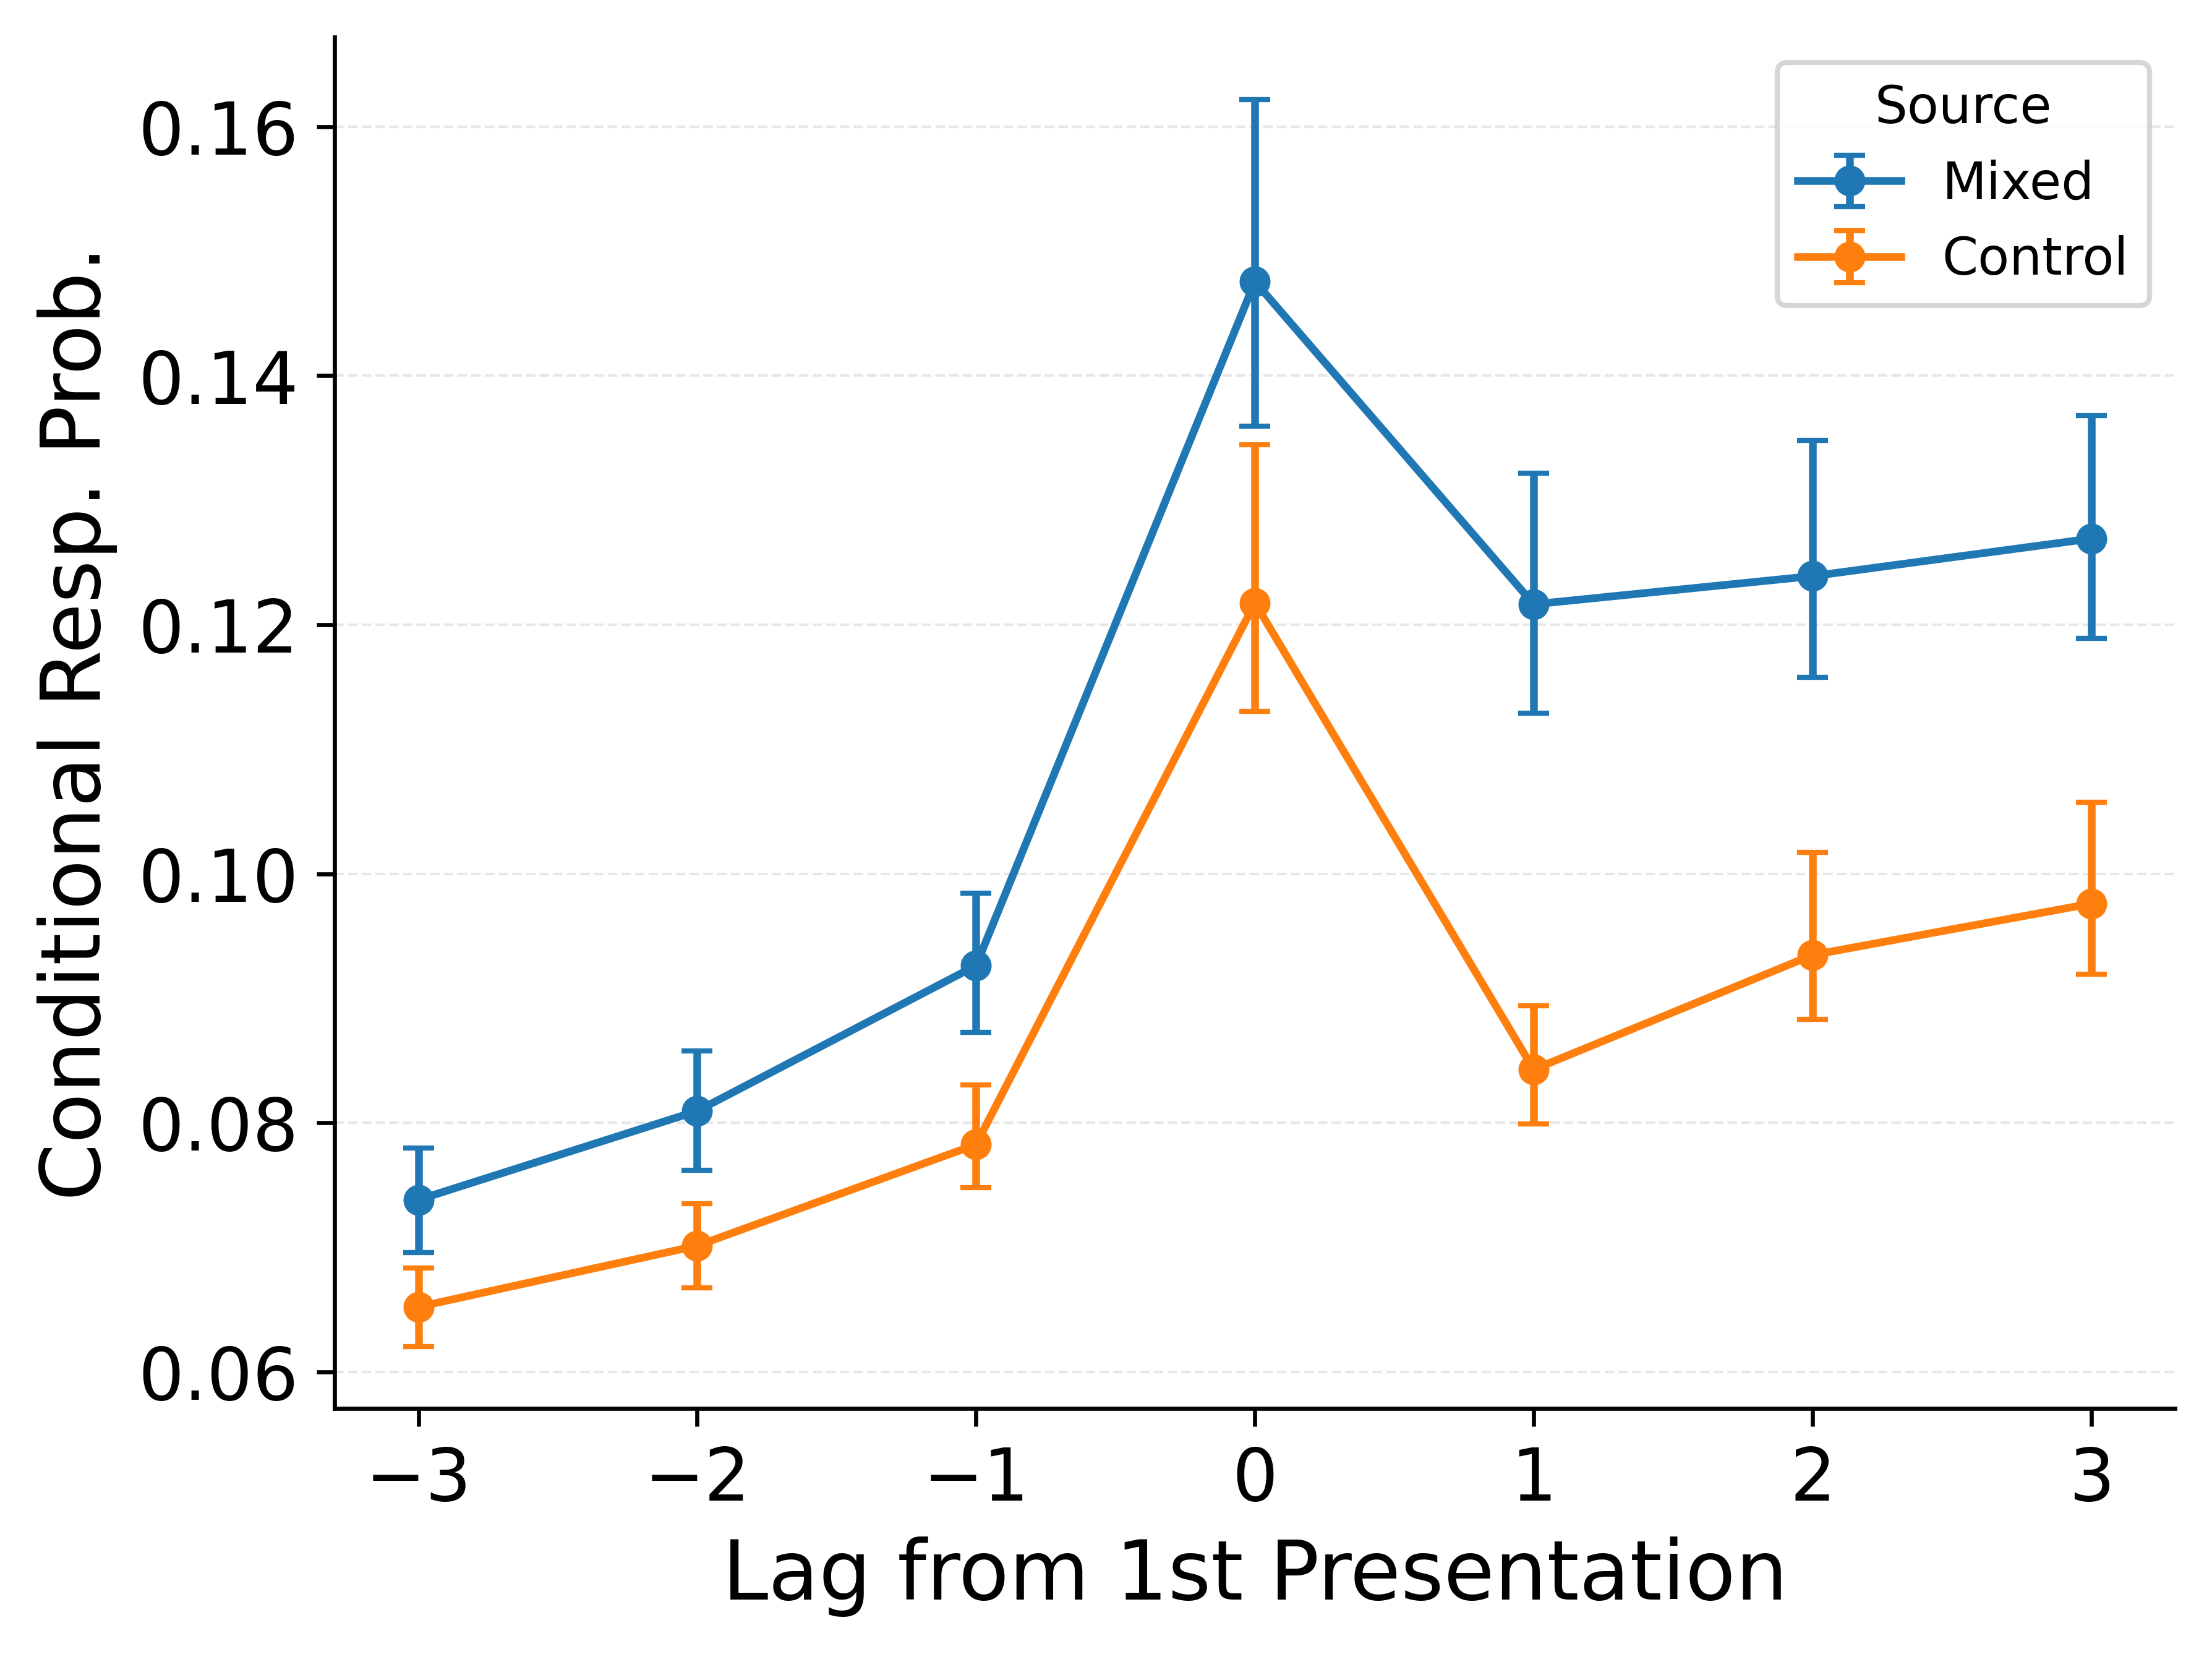 Source
Mixed
Control
Conditional Resp. Prob.
0.16
0.14
0.12
0.10
0.08
0.06
−3 −2 −1 0 1 2 3
Lag from 1st Presentation